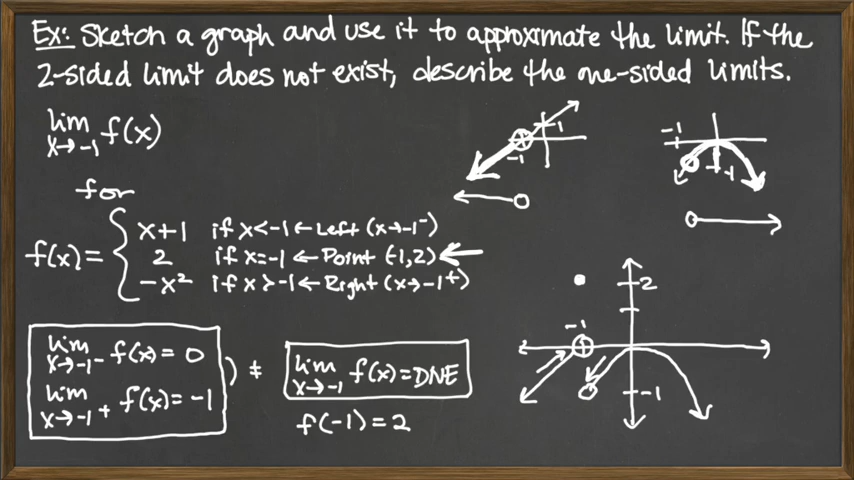 Ex: Sketch a graph and use it to approximate the limit. If the
2-sided limit does not exist, describe the one-sided limits.
lim f(x)
x→-1
for
f(x) = { x+1 if x<-1 ← Left (x→-1⁻)
2 if x=-1 ← Point (-1,2) ←
-x² if x>-1 ← Right (x→-1⁺)
lim f(x) = 0
x→-1⁻
lim f(x) = -1
x→-1⁺
) ≠
lim f(x) = DNE
x→-1
f(-1) = 2
-1
1
-1
-1
2
-1
-1